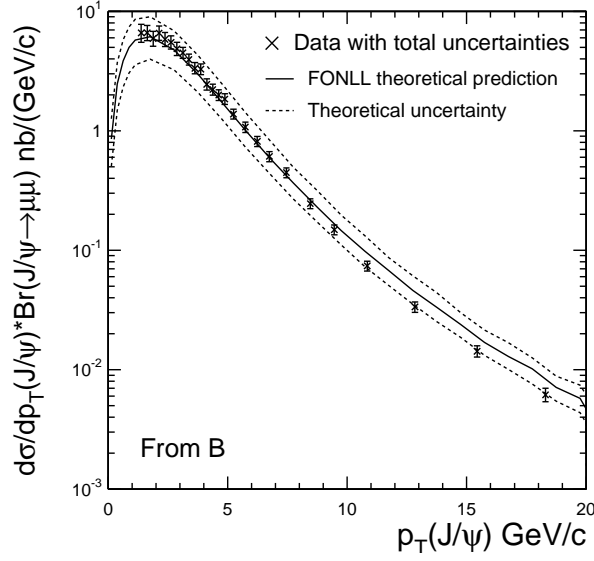 Data with total uncertainties
FONLL theoretical prediction
Theoretical uncertainty
dσ/dp_T(J/ψ)*Br(J/ψ→μμ) nb/(GeV/c)
10
1
10⁻¹
10⁻²
10⁻³
From B
0 5 10 15 20
p_T(J/ψ) GeV/c